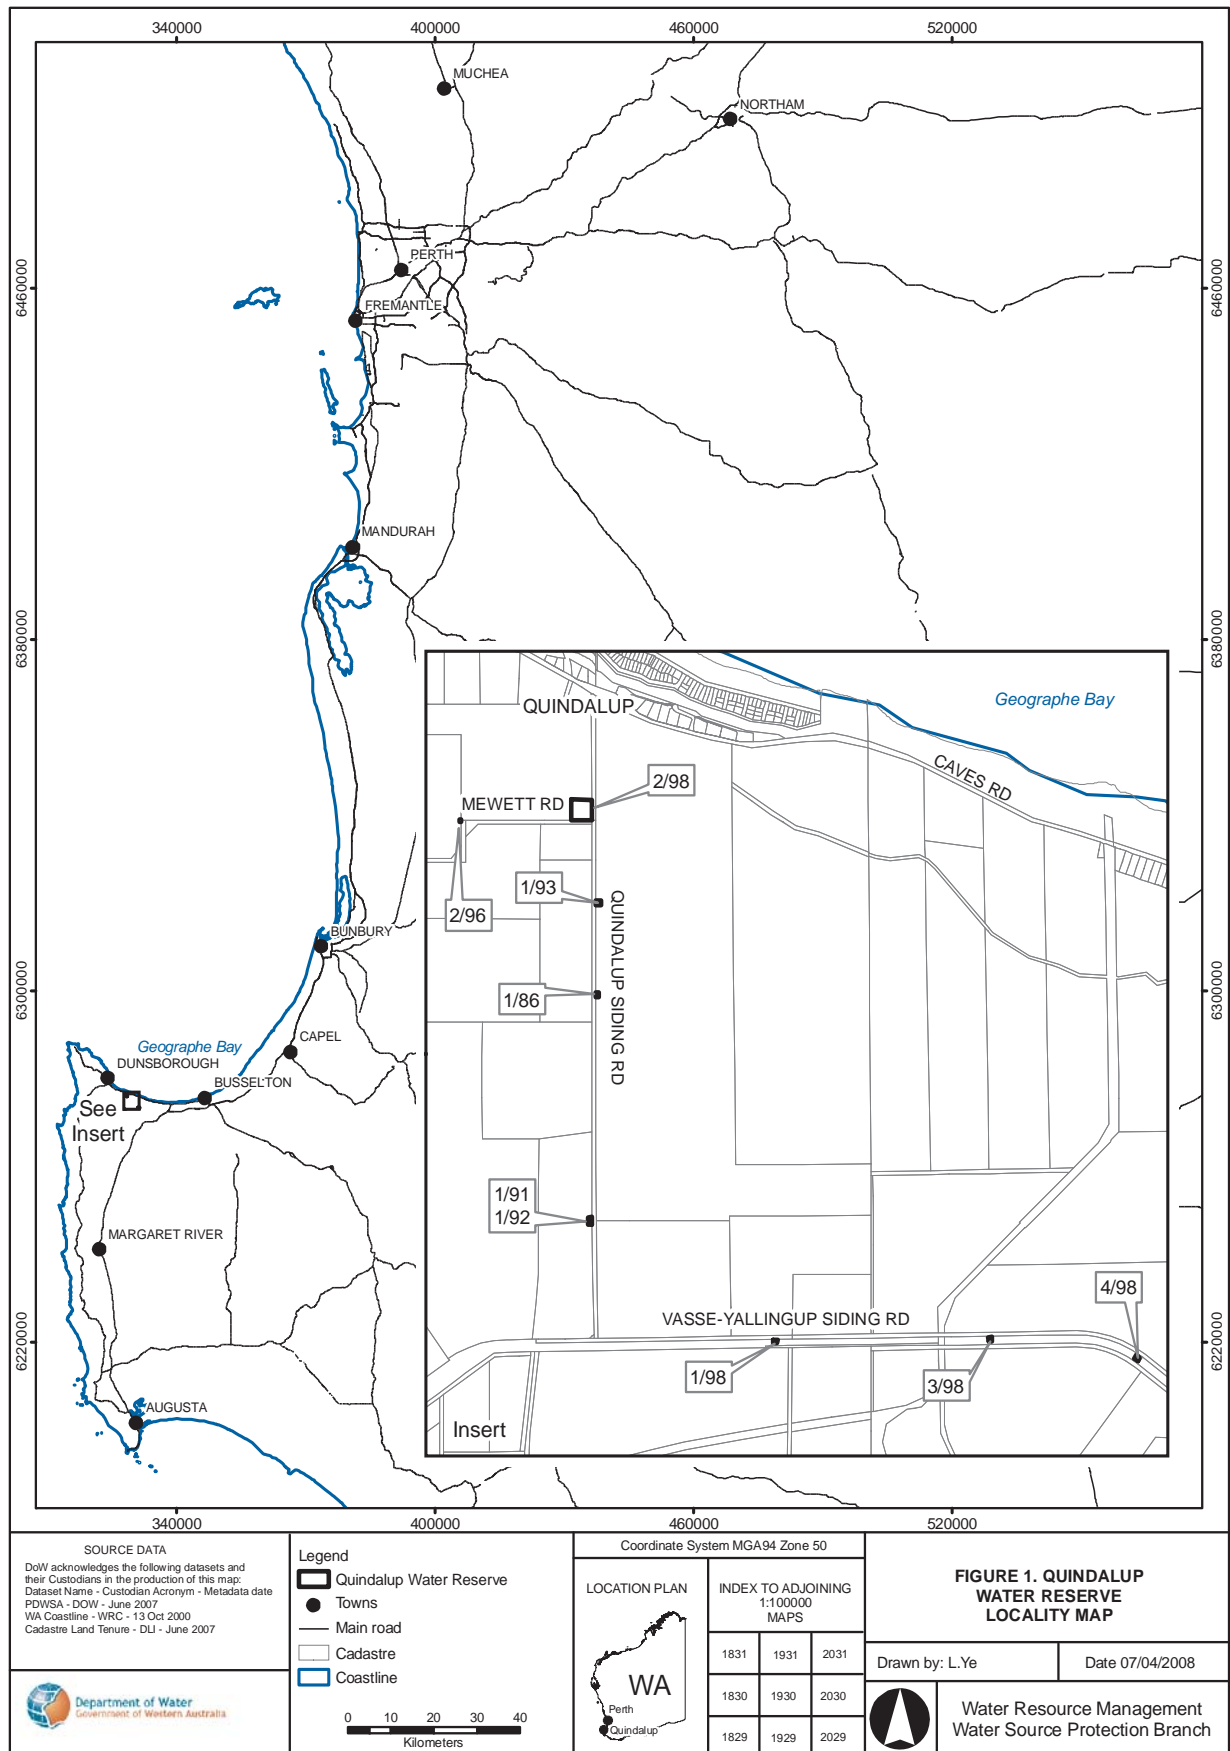 340000
400000
460000
520000
MUCHEA
NORTHAM
PERTH
6460000
6460000
FREMANTLE
MANDURAH
6380000
6380000
Geographe Bay
QUINDALUP
CAVES RD
2/98
MEWETT RD
1/93
2/96
QUINDALUP SIDING RD
BUNBURY
1/86
6300000
6300000
CAPEL
Geographe Bay
DUNSBOROUGH
BUSSELTON
See
Insert
1/91
1/92
MARGARET RIVER
4/98
VASSE-YALLINGUP SIDING RD
6220000
6220000
1/98
3/98
AUGUSTA
Insert
340000
400000
460000
520000
SOURCE DATA
DoW acknowledges the following datasets and
their Custodians in the production of this map:
Dataset Name - Custodian Acronym - Metadata date
PDWSA - DOW - June 2007
WA Coastline - WRC - 13 Oct 2000
Cadastre Land Tenure - DLI - June 2007
Department of Water
Government of Western Australia
Legend
Quindalup Water Reserve
Towns
Main road
Cadastre
Coastline
0 10 20 30 40
Kilometers
Coordinate System MGA94 Zone 50
LOCATION PLAN
WA
Perth
Quindalup
INDEX TO ADJOINING
1:100000
MAPS
1831 1931 2031
1830 1930 2030
1829 1929 2029
FIGURE 1. QUINDALUP
WATER RESERVE
LOCALITY MAP
Drawn by: L.Ye
Date 07/04/2008
Water Resource Management
Water Source Protection Branch